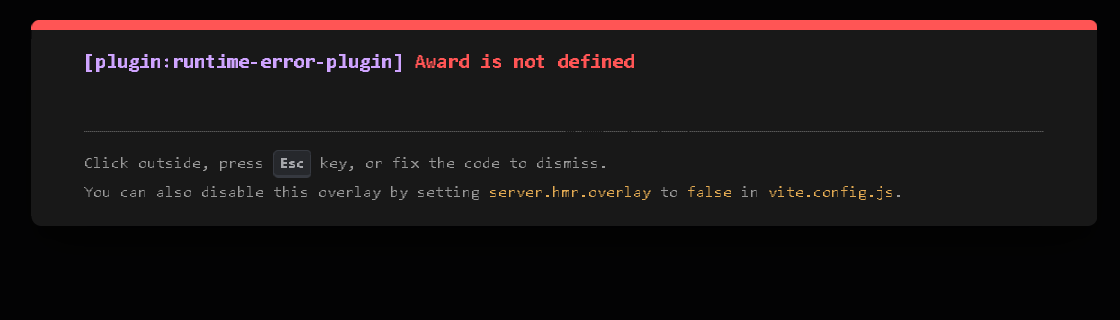 [plugin:runtime-error-plugin] Award is not defined
Click outside, press Esc key, or fix the code to dismiss.
You can also disable this overlay by setting server.hmr.overlay to false in vite.config.js.